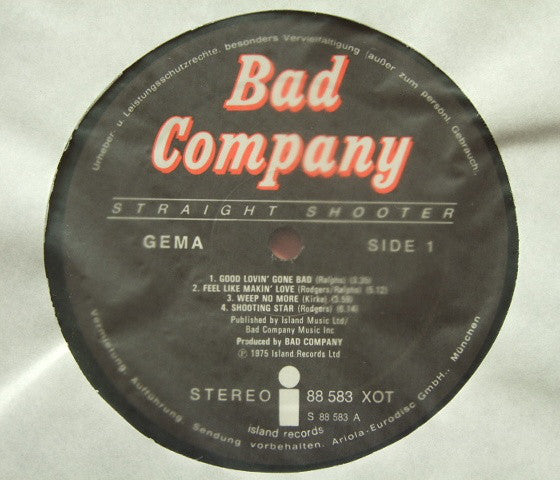 Urheber- u. Leistungsschutzrechte, besonders Vervielfältigung (außer zum persönl. Gebrauch),
Bad
Company
STRAIGHT SHOOTER
GEMA SIDE 1
1. GOOD LOVIN' GONE BAD (Ralphs) (3.35)
2. FEEL LIKE MAKIN' LOVE (Rodgers/Ralphs) (5.12)
3. WEEP NO MORE (Kirke) (3.59)
4. SHOOTING STAR (Rodgers) (6.14)
Published by Island Music Ltd/
Bad Company Music Inc
Produced by BAD COMPANY
℗ 1975 Island Records Ltd
STEREO i 88 583 XOT
S 88 583 A
island records
Vermietung, Aufführung, Sendung vorbehalten. Ariola-Eurodisc GmbH., München